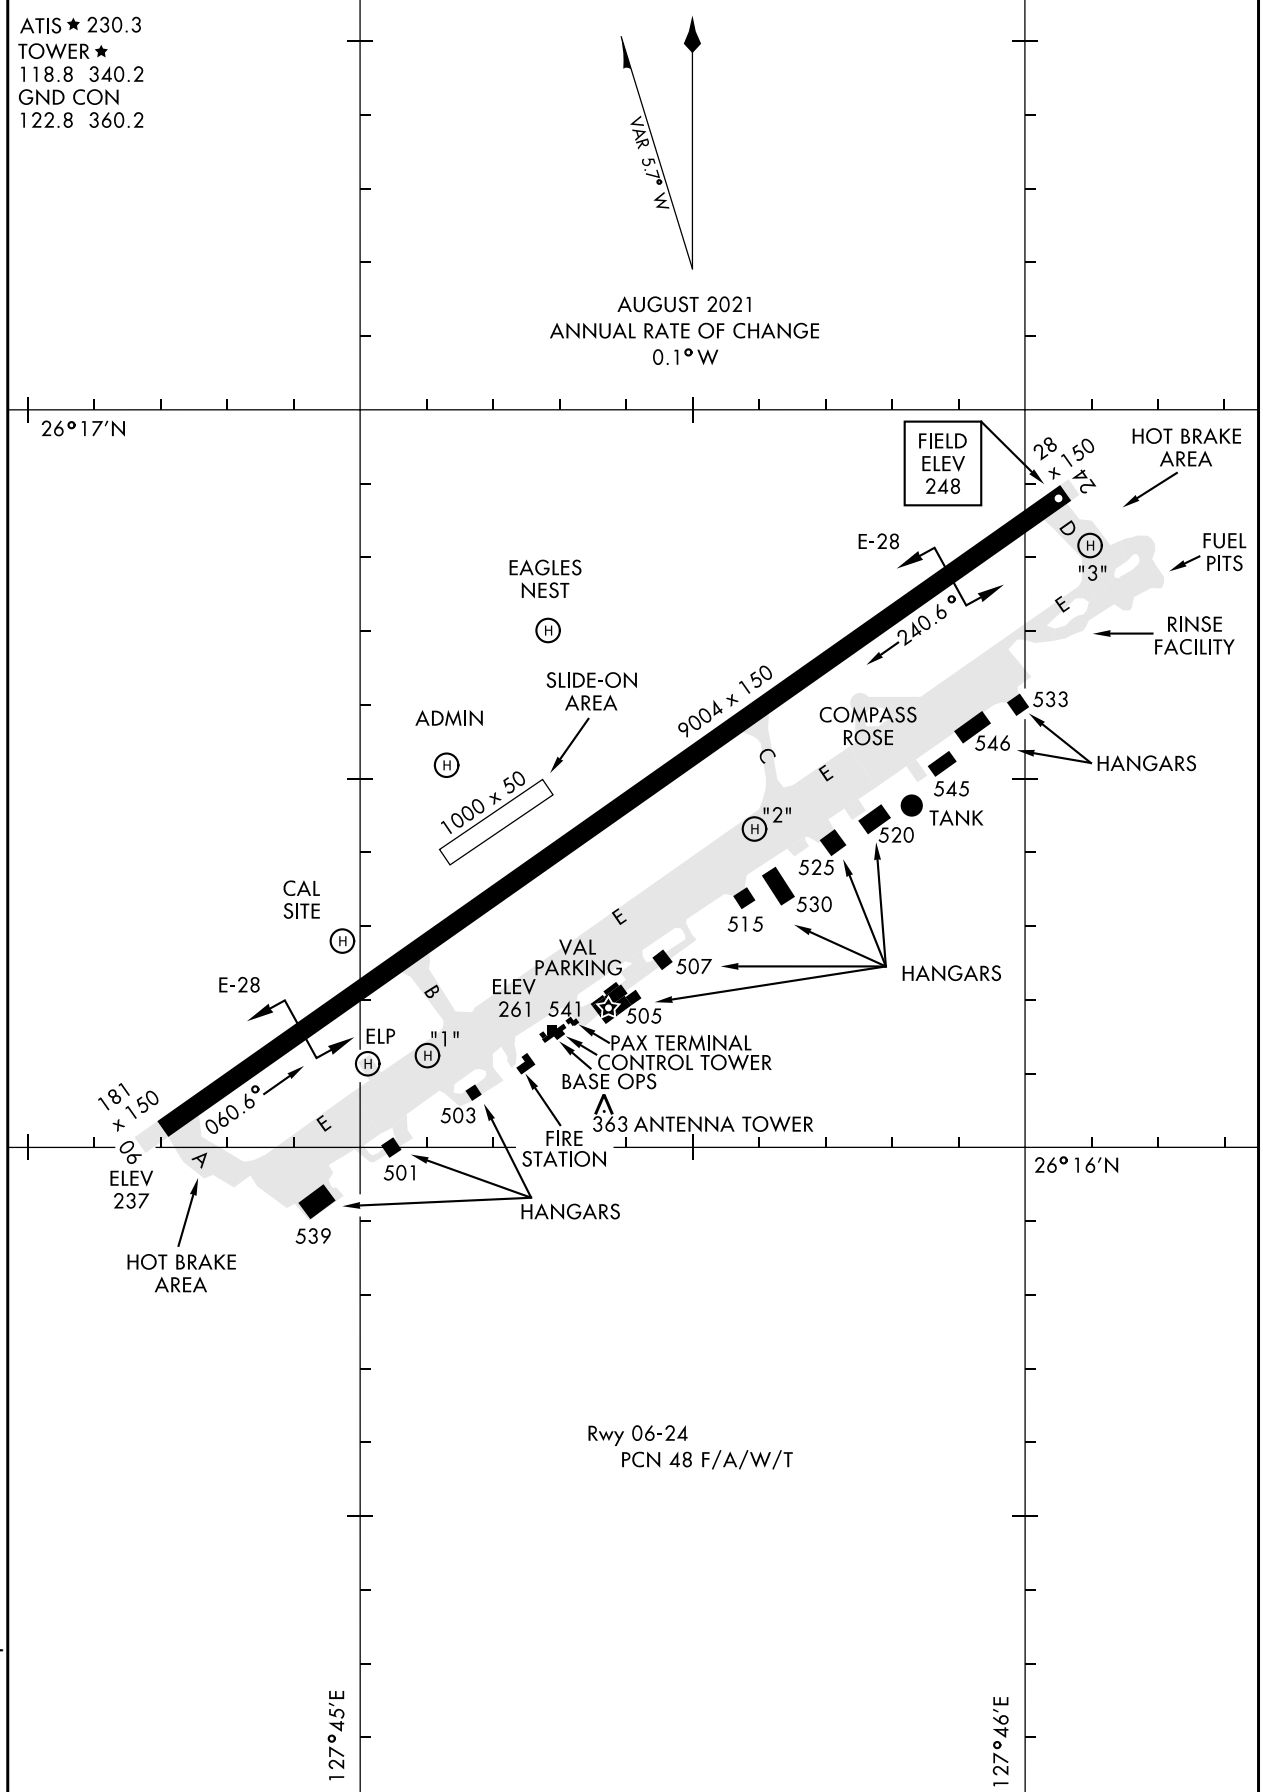 ATIS ★ 230.3
TOWER ★
118.8 340.2
GND CON
122.8 360.2
VAR 5.7° W
AUGUST 2021
ANNUAL RATE OF CHANGE
0.1° W
26°17'N
FIELD
ELEV
248
28
x 150
24
HOT BRAKE
AREA
E-28
D
H
"3"
FUEL
PITS
EAGLES
NEST
H
E
240.6°
RINSE
FACILITY
SLIDE-ON
AREA
9004 x 150
533
ADMIN
COMPASS
ROSE
546
H
C
E
HANGARS
545
1000 x 50
"2"
H
TANK
520
525
CAL
SITE
530
515
E
H
VAL
PARKING
507
HANGARS
E-28
B
ELEV
261
541
505
ELP
"1"
H
H
PAX TERMINAL
CONTROL TOWER
BASE OPS
181
x 150
060.6°
503
363 ANTENNA TOWER
E
FIRE
STATION
06
A
26°16'N
ELEV
237
501
HANGARS
539
HOT BRAKE
AREA
Rwy 06-24
PCN 48 F/A/W/T
127°45'E
127°46'E